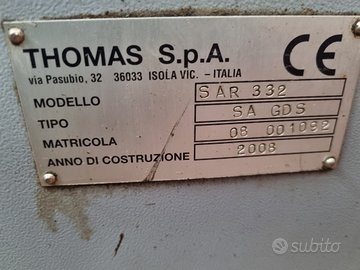 THOMAS S.p.A. CE
via Pasubio, 32 36033 ISOLA VIC. - ITALIA
MODELLO SAR 332
TIPO SA GDS
MATRICOLA 08 001092
ANNO DI COSTRUZIONE 2008
subito